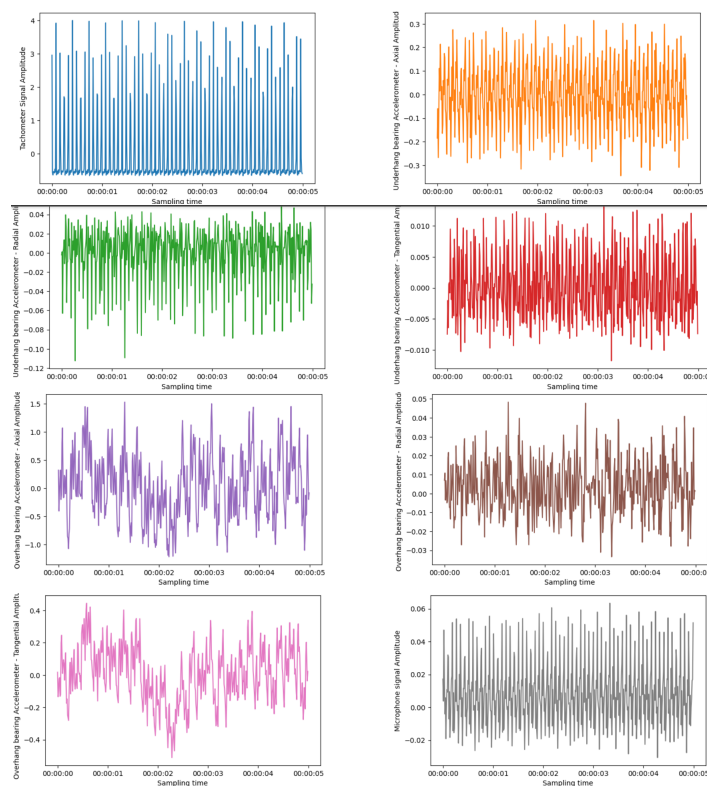 Tachometer Signal Amplitude
4
3
2
1
0
00:00:00 00:00:01 00:00:02 00:00:03 00:00:04 00:00:05
Sampling time
Underhang bearing Accelerometer - Axial Amplitude
0.3
0.2
0.1
0.0
−0.1
−0.2
−0.3
00:00:00 00:00:01 00:00:02 00:00:03 00:00:04 00:00:05
Sampling time
Underhang bearing Accelerometer - Radial Ampli
0.04
0.02
0.00
−0.02
−0.04
−0.06
−0.08
−0.10
−0.12
00:00:00 00:00:01 00:00:02 00:00:03 00:00:04 00:00:05
Sampling time
Underhang bearing Accelerometer - Tangential Am
0.010
0.005
0.000
−0.005
−0.010
00:00:00 00:00:01 00:00:02 00:00:03 00:00:04 00:00:0
Sampling time
Overhang bearing Accelerometer - Axial Amplitude
1.5
1.0
0.5
0.0
−0.5
−1.0
00:00:00 00:00:01 00:00:02 00:00:03 00:00:04 00:00:05
Sampling time
Overhang bearing Accelerometer - Radial Amplitud
0.05
0.04
0.03
0.02
0.01
0.00
−0.01
−0.02
−0.03
00:00:00 00:00:01 00:00:02 00:00:03 00:00:04 00:00:0
Sampling time
Overhang bearing Accelerometer - Tangential Amplit
0.4
0.2
0.0
−0.2
−0.4
00:00:00 00:00:01 00:00:02 00:00:03 00:00:04 00:00:05
Sampling time
Microphone signal Amplitude
0.06
0.04
0.02
0.00
−0.02
00:00:00 00:00:01 00:00:02 00:00:03 00:00:04 00:00:05
Sampling time